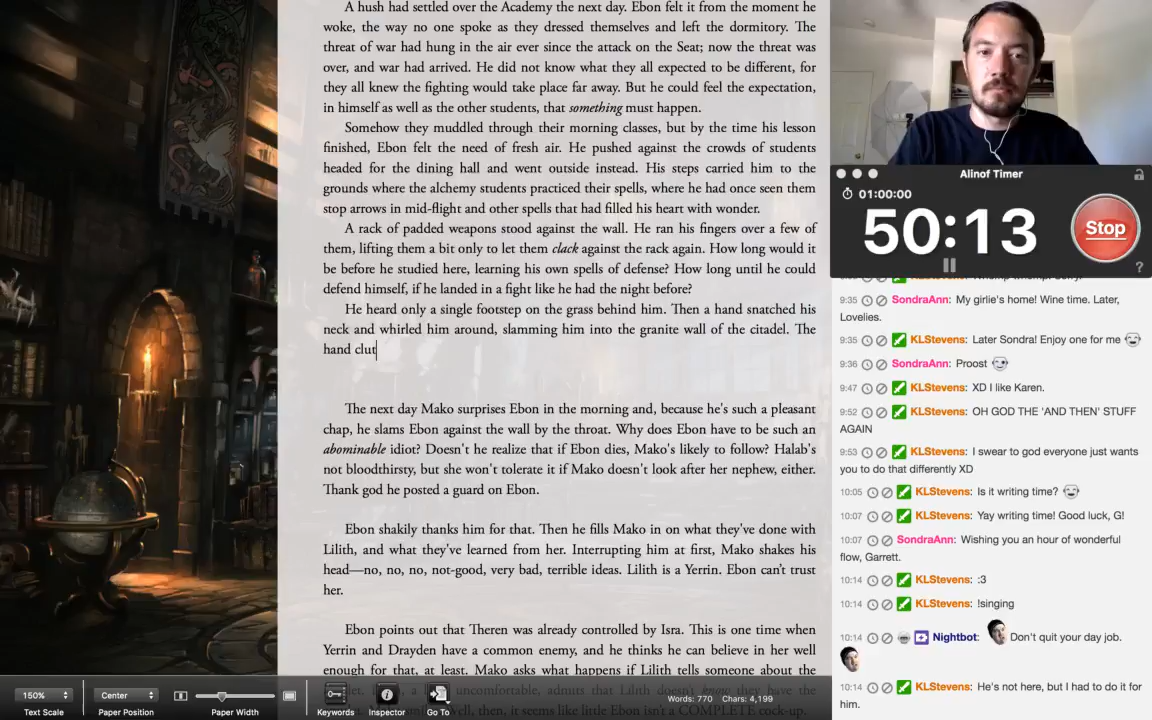 A hush had settled over the Academy the next day. Ebon felt it from the moment he
woke, the way no one spoke as they dressed themselves and left the dormitory. The
threat of war had hung in the air ever since the attack on the Seat; now the threat was
over, and war had arrived. He did not know what they all expected to be different, for
they all knew the fighting would take place far away. But he could feel the expectation,
in himself as well as the other students, that something must happen.
Somehow they muddled through their morning classes, but by the time his lesson
finished, Ebon felt the need of fresh air. He pushed against the crowds of students
headed for the dining hall and went outside instead. His steps carried him to the
grounds where the alchemy students practiced their spells, where he had once seen them
stop arrows in mid-flight and other spells that had filled his heart with wonder.
A rack of padded weapons stood against the wall. He ran his fingers over a few of
them, lifting them a bit only to let them clack against the rack again. How long would it
be before he studied here, learning his own spells of defense? How long until he could
defend himself, if he landed in a fight like he had the night before?
He heard only a single footstep on the grass behind him. Then a hand snatched his
neck and whirled him around, slamming him into the granite wall of the citadel. The
hand clut
The next day Mako surprises Ebon in the morning and, because he's such a pleasant
chap, he slams Ebon against the wall by the throat. Why does Ebon have to be such an
abominable idiot? Doesn't he realize that if Ebon dies, Mako's likely to follow? Halab's
not bloodthirsty, but she won't tolerate it if Mako doesn't look after her nephew, either.
Thank god he posted a guard on Ebon.
Ebon shakily thanks him for that. Then he fills Mako in on what they've done with
Lilith, and what they've learned from her. Interrupting him at first, Mako shakes his
head—no, no, no, not-good, very bad, terrible ideas. Lilith is a Yerrin. Ebon can't trust
her.
Ebon points out that Theren was already controlled by Isra. This is one time when
Yerrin and Drayden have a common enemy, and he thinks he can believe in her well
enough for that, at least. Mako asks what happens if Lilith tells someone about the
uncomfortable, admits that Lilith doesn't know they have the
well, then, it seems like little Ebon isn't a COMPLETE cock-up.
150%
Text Scale
Center
Paper Position
Paper Width
Keywords
Inspector
Go To
Words: 770 Chars: 4,199
Alinof Timer
01:00:00
50:13
Stop
?
9:35 SondraAnn: My girlie's home! Wine time. Later,
Lovelies.
9:35 KLStevens: Later Sondra! Enjoy one for me
9:36 SondraAnn: Proost
9:47 KLStevens: XD I like Karen.
9:52 KLStevens: OH GOD THE 'AND THEN' STUFF
AGAIN
9:53 KLStevens: I swear to god everyone just wants
you to do that differently XD
10:05 KLStevens: Is it writing time?
10:07 KLStevens: Yay writing time! Good luck, G!
10:07 SondraAnn: Wishing you an hour of wonderful
flow, Garrett.
10:14 KLStevens: :3
10:14 KLStevens: !singing
10:14 Nightbot: Don't quit your day job.
10:14 KLStevens: He's not here, but I had to do it for
him.